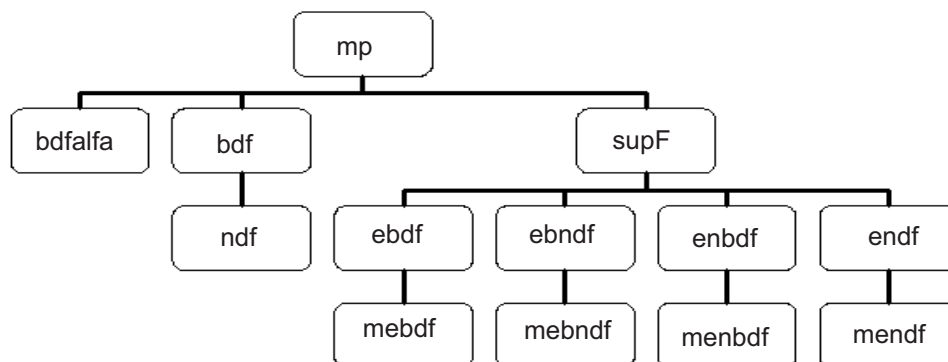 mp
bdfalfa bdf supF
ndf ebdf ebndf enbdf endf
mebdf mebndf menbdf mendf